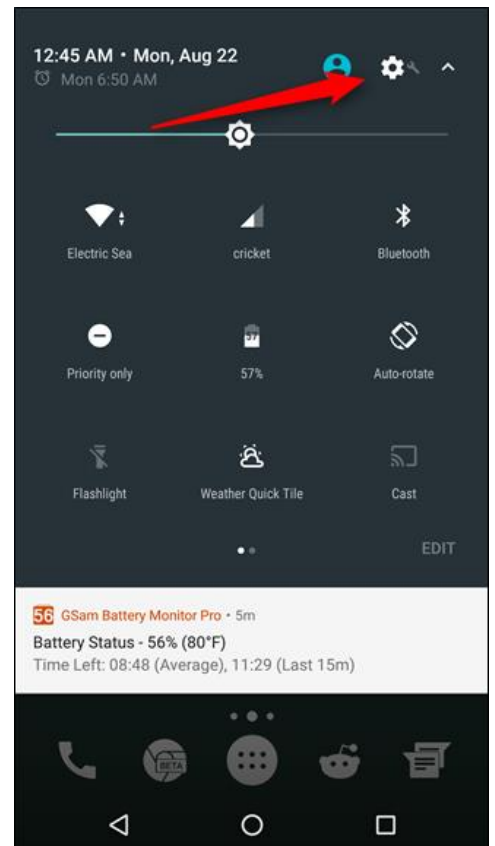 12:45 AM • Mon, Aug 22
Mon 6:50 AM
Electric Sea
cricket
Bluetooth
57
Priority only
57%
Auto-rotate
Flashlight
Weather Quick Tile
Cast
EDIT
56 GSam Battery Monitor Pro • 5m
Battery Status - 56% (80°F)
Time Left: 08:48 (Average), 11:29 (Last 15m)
BETA